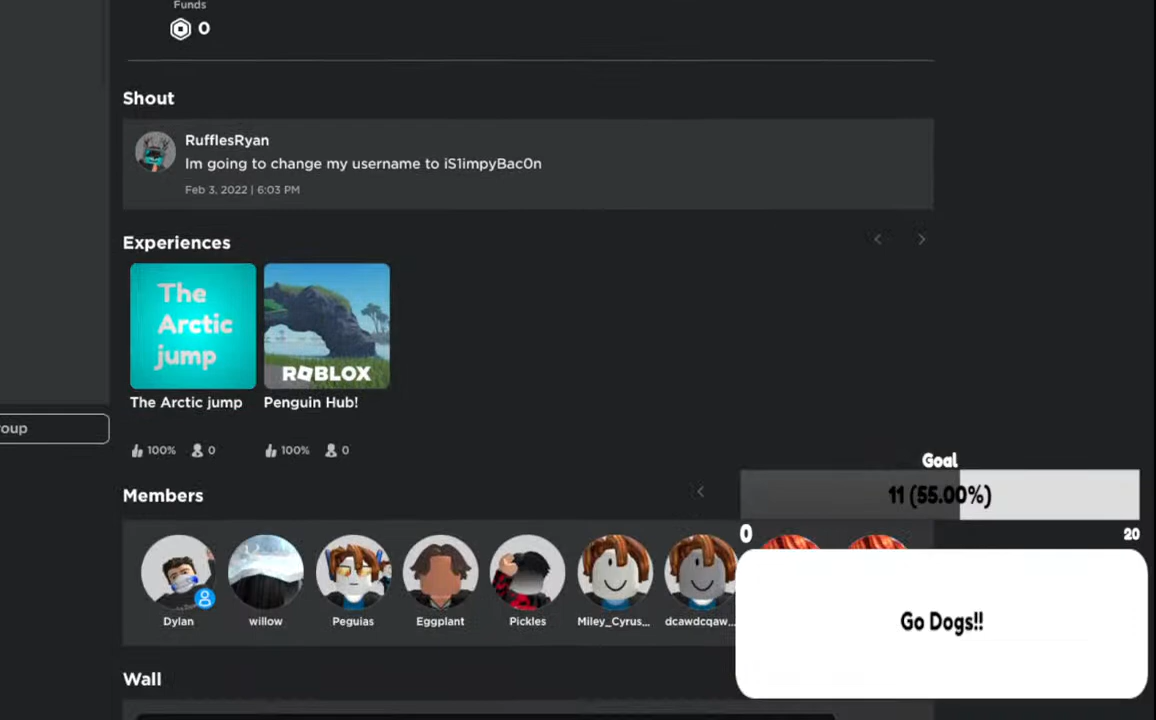 Funds
0
Shout
RufflesRyan
Im going to change my username to iS1impyBac0n
Feb 3, 2022 | 6:03 PM
Experiences
The
Arctic
jump
ROBLOX
The Arctic jump
Penguin Hub!
100%
0
100%
0
oup
Goal
11 (55.00%)
0
20
Members
Dylan
willow
Peguias
Eggplant
Pickles
Miley_Cyrus...
dcawdcqaw...
Go Dogs!!
Wall